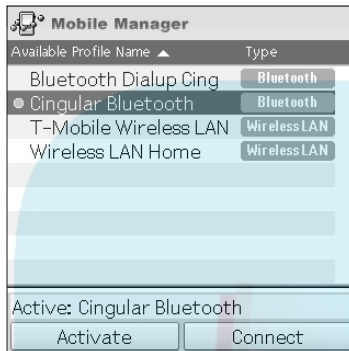 Mobile Manager
Available Profile Name Type
Bluetooth Dialup Cing Bluetooth
Cingular Bluetooth Bluetooth
T-Mobile Wireless LAN Wireless LAN
Wireless LAN Home Wireless LAN
Active: Cingular Bluetooth
Activate Connect